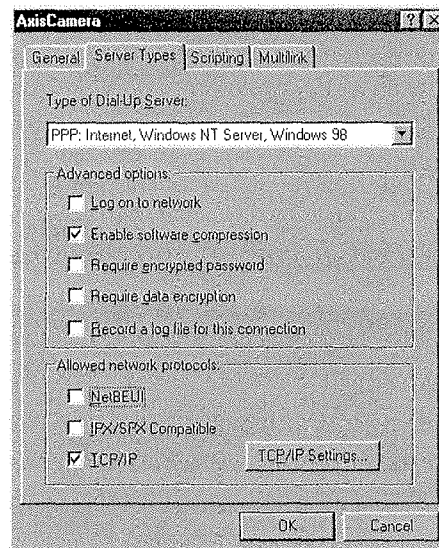 AxisCamera
General Server Types Scripting Multilink
Type of Dial-Up Server:
PPP: Internet, Windows NT Server, Windows 98
Advanced options:
Log on to network
Enable software compression
Require encrypted password
Require data encryption
Record a log file for this connection
Allowed network protocols:
NetBEUI
IPX/SPX Compatible
TCP/IP TCP/IP Settings...
OK Cancel